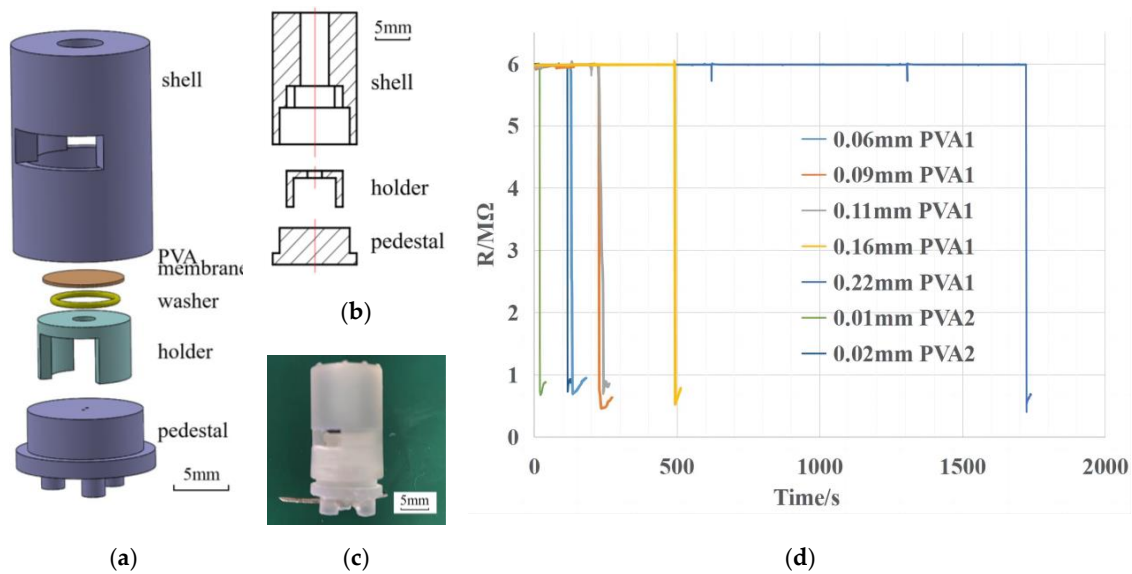 shell
PVA
membrane
washer
holder
pedestal
5mm
(a)
5mm
shell
holder
pedestal
(b)
5mm
(c)
R/MΩ
6
5
4
3
2
1
0
0.06mm PVA1
0.09mm PVA1
0.11mm PVA1
0.16mm PVA1
0.22mm PVA1
0.01mm PVA2
0.02mm PVA2
0 500 1000 1500 2000
Time/s
(d)